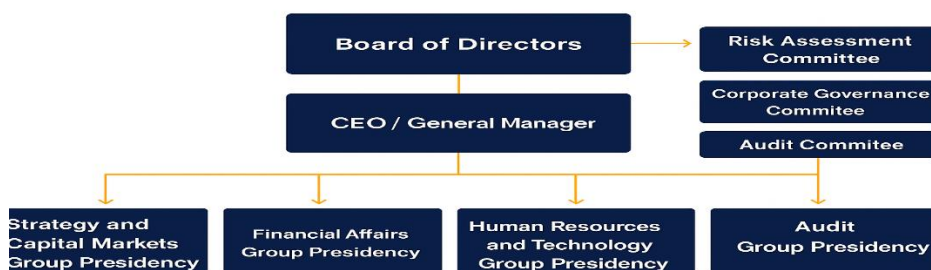 Board of Directors
Risk Assessment
Committee
Corporate Governance
Commitee
CEO / General Manager
Audit Commitee
Strategy and
Capital Markets
Group Presidency
Financial Affairs
Group Presidency
Human Resources
and Technology
Group Presidency
Audit
Group Presidency